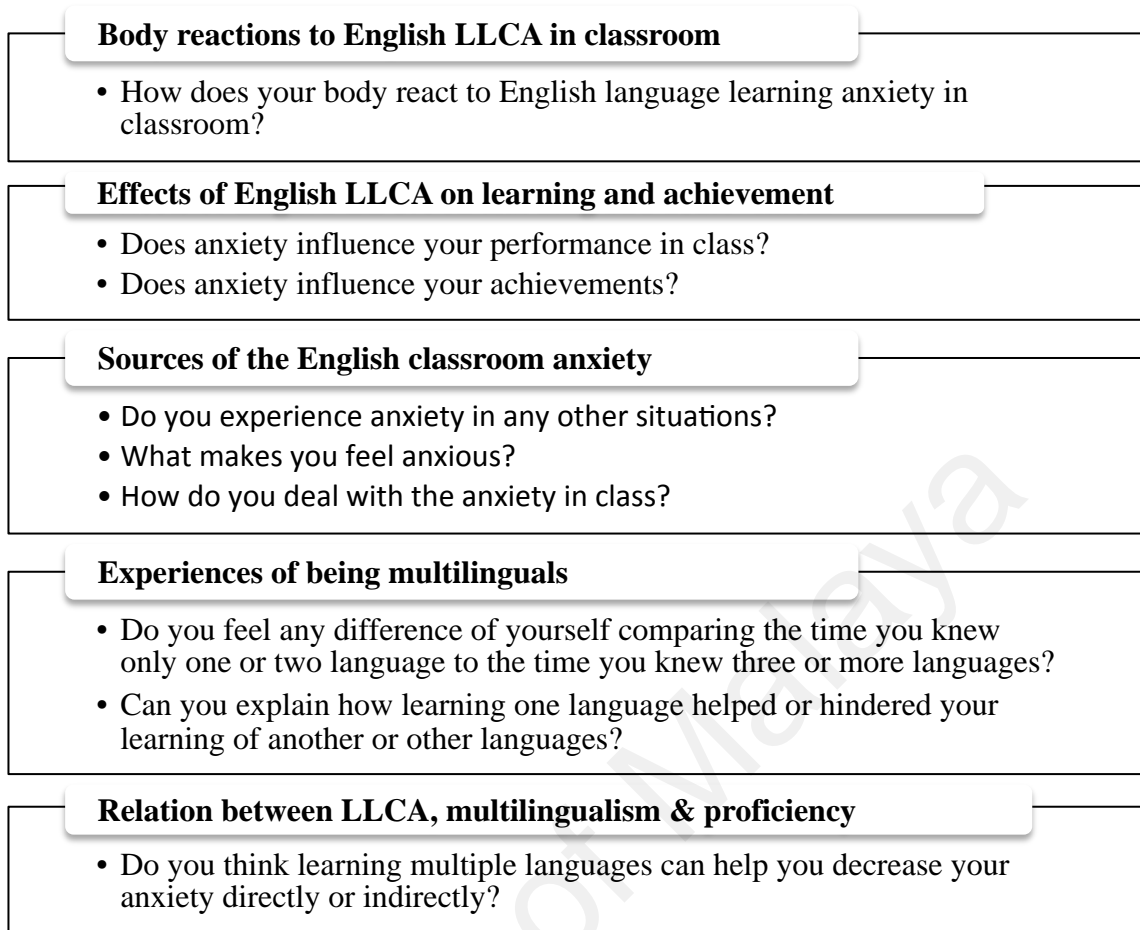 Body reactions to English LLCA in classroom
• How does your body react to English language learning anxiety in
classroom?
Effects of English LLCA on learning and achievement
• Does anxiety influence your performance in class?
• Does anxiety influence your achievements?
Sources of the English classroom anxiety
• Do you experience anxiety in any other situations?
• What makes you feel anxious?
• How do you deal with the anxiety in class?
Experiences of being multilinguals
• Do you feel any difference of yourself comparing the time you knew
only one or two language to the time you knew three or more languages?
• Can you explain how learning one language helped or hindered your
learning of another or other languages?
Relation between LLCA, multilingualism & proficiency
• Do you think learning multiple languages can help you decrease your
anxiety directly or indirectly?
of Malaya